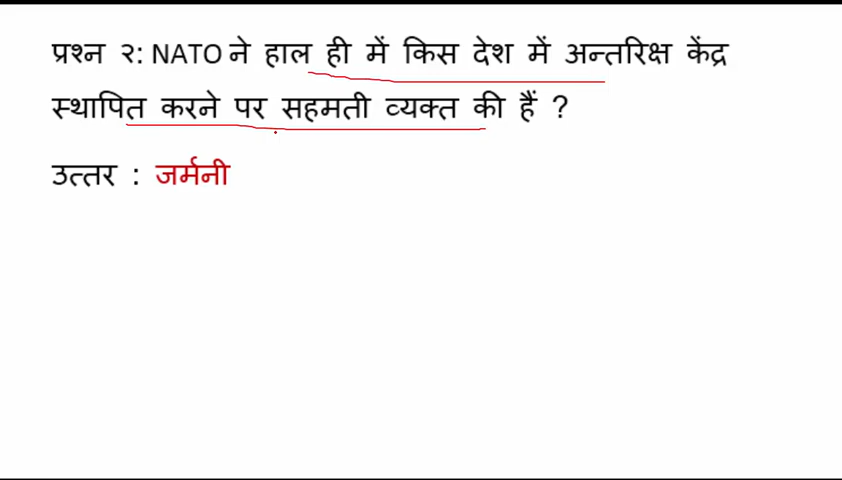 प्रश्न २: NATO ने हाल ही में किस देश में अन्तरिक्ष केंद्र
स्थापित करने पर सहमती व्यक्त की हैं ?
उत्तर : जर्मनी